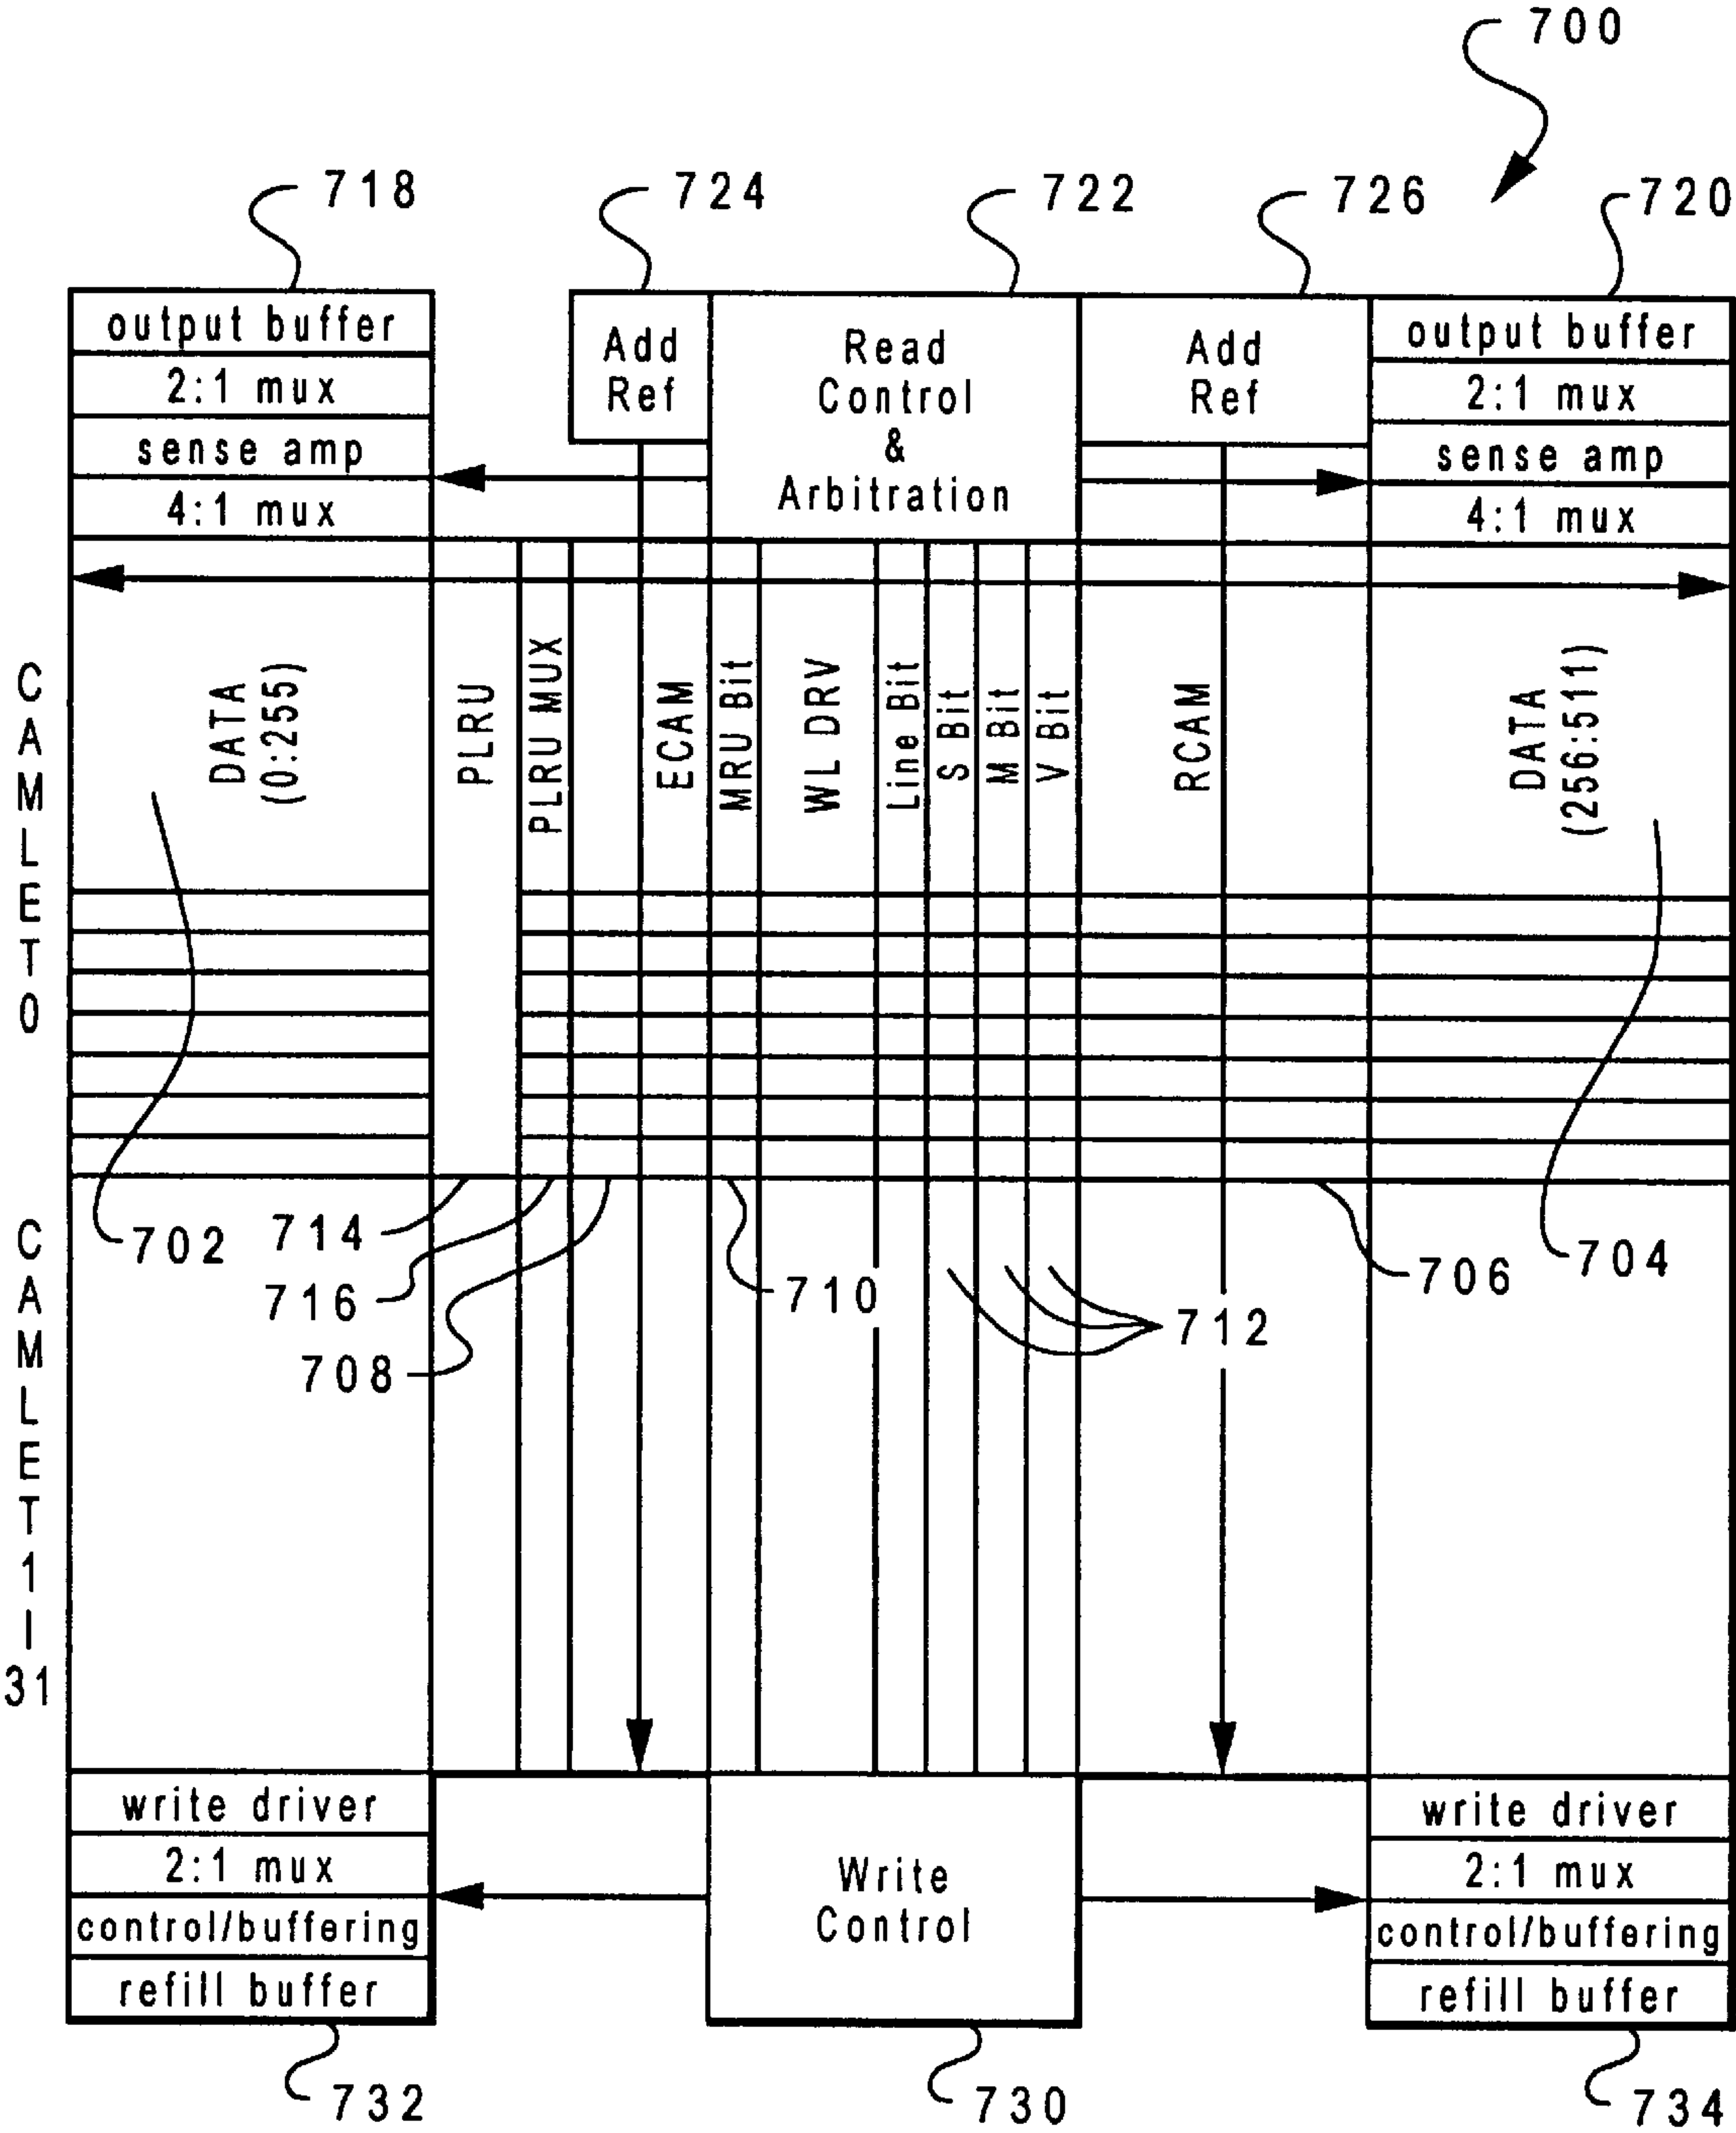 700
718
724
722
726
720
output buffer
2:1 mux
sense amp
4:1 mux
Add
Ref
Read
Control
&
Arbitration
Add
Ref
output buffer
2:1 mux
sense amp
4:1 mux
CAMLET 0
DATA
(0:255)
PLRU
PLRU MUX
ECAM
MRU Bit
WL DRV
Line Bit
S Bit
M Bit
V Bit
RCAM
DATA
(256:511)
CAMLET 1 | 31
702
714
716
708
710
712
706
704
write driver
2:1 mux
control/buffering
refill buffer
Write
Control
write driver
2:1 mux
control/buffering
refill buffer
732
730
734